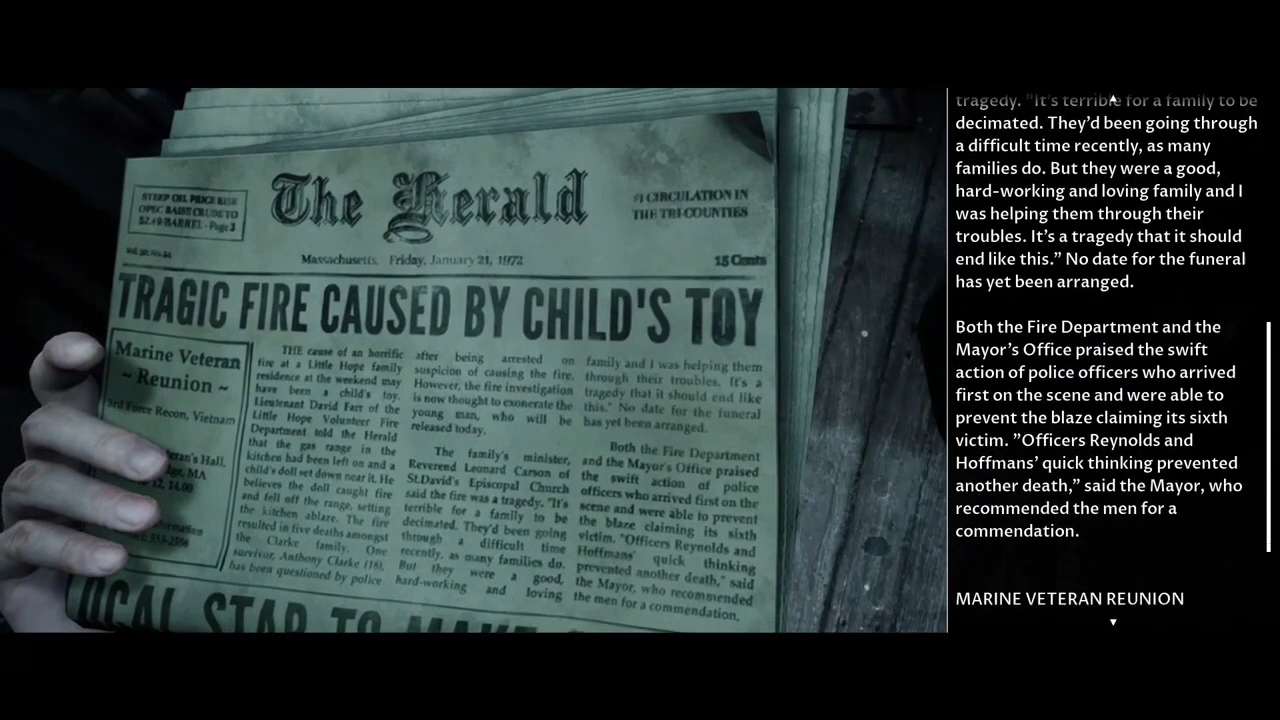 STEEP OIL PRICE RISE
OPEC RAISE CRUDE TO
$2.49/BARREL - Page 3
The Herald
#1 CIRCULATION IN
THE TRI-COUNTIES
Massachusetts, Friday, January 21, 1972
15 Cents
TRAGIC FIRE CAUSED BY CHILD'S TOY
Marine Veteran
~ Reunion ~
3rd Force Recon, Vietnam
eran's Hall,
MA
12, 14.00
THE cause of an horrific
fire at a Little Hope family
residence at the weekend may
have been a child's toy.
Lieutenant David Farr of the
Little Hope Volunteer Fire
Department told the Herald
that the gas range in the
kitchen had been left on and a
child's doll set down near it. He
believes the doll caught fire
and fell off the range, setting
the kitchen ablaze. The fire
resulted in five deaths amongst
the Clarke family. One
survivor, Anthony Clarke (18),
has been questioned by police
after being arrested on
suspicion of causing the fire.
However, the fire investigation
is now thought to exonerate the
young man, who will be
released today.
The family's minister,
Reverend Leonard Carson of
St.David's Episcopal Church
said the fire was a tragedy. "It's
terrible for a family to be
decimated. They'd been going
through a difficult time
recently, as many families do.
But they were a good,
hard-working and loving
family and I was helping them
through their troubles. It's a
tragedy that it should end like
this." No date for the funeral
has yet been arranged.
Both the Fire Department
and the Mayor's Office praised
the swift action of police
officers who arrived first on the
scene and were able to prevent
the blaze claiming its sixth
victim. "Officers Reynolds and
Hoffmans' quick thinking
prevented another death," said
the Mayor, who recommended
the men for a commendation.
OCAL STAR TO MAKE
tragedy. "It's terrible for a family to be
decimated. They'd been going through
a difficult time recently, as many
families do. But they were a good,
hard-working and loving family and I
was helping them through their
troubles. It's a tragedy that it should
end like this." No date for the funeral
has yet been arranged.
Both the Fire Department and the
Mayor's Office praised the swift
action of police officers who arrived
first on the scene and were able to
prevent the blaze claiming its sixth
victim. "Officers Reynolds and
Hoffmans' quick thinking prevented
another death," said the Mayor, who
recommended the men for a
commendation.
MARINE VETERAN REUNION